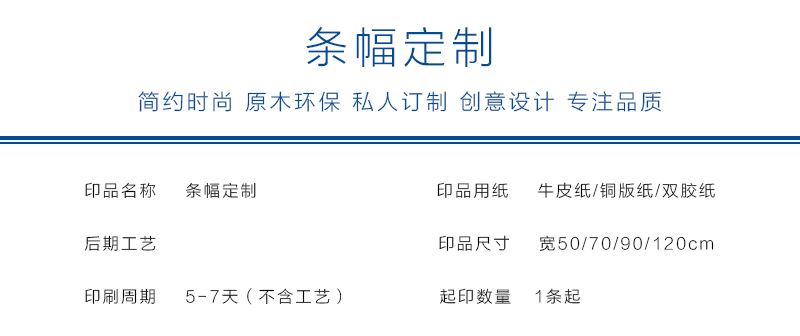 条幅定制
简约时尚 原木环保 私人订制 创意设计 专注品质
印品名称 条幅定制 印品用纸 牛皮纸/铜版纸/双胶纸
后期工艺 印品尺寸 宽50/70/90/120cm
印刷周期 5-7天（不含工艺） 起印数量 1条起